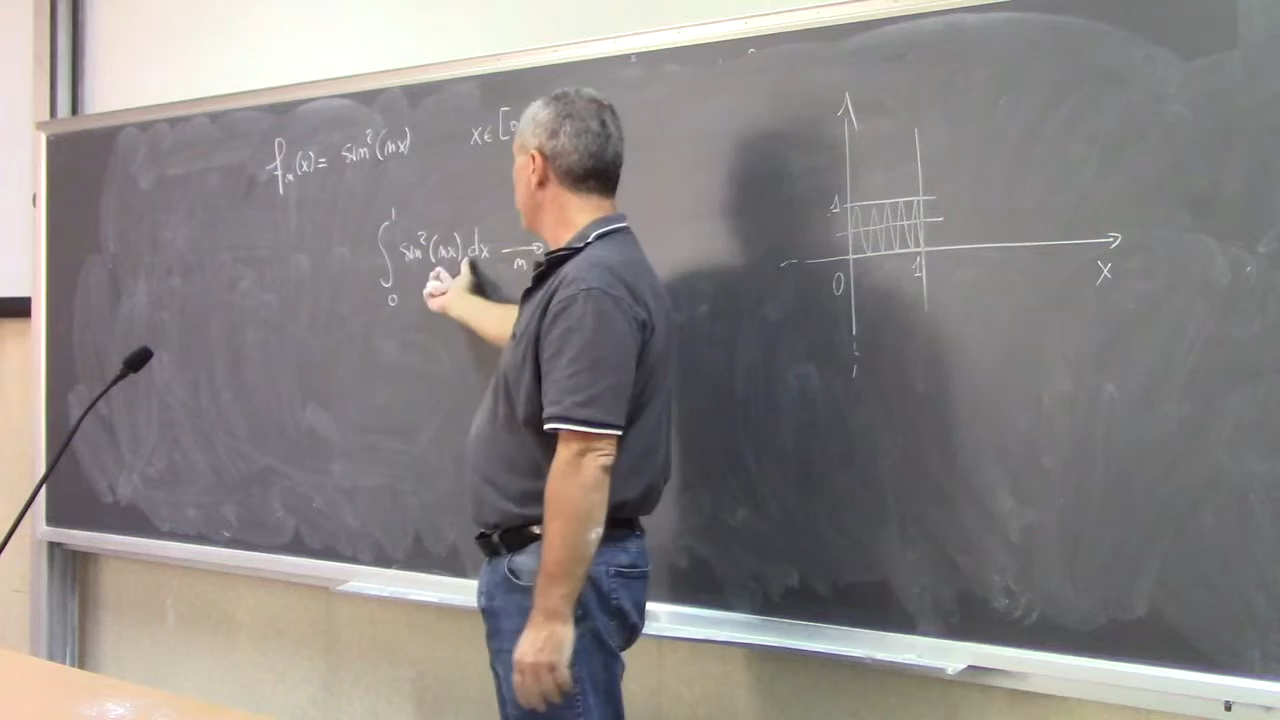 fₙ(x) = sin²(nx) x ∈ [0
∫₀¹ sin²(nx) dx →ₙ
1
0 1 x